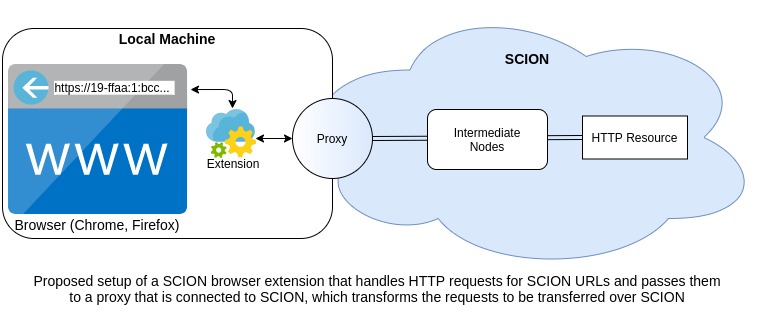 Local Machine
SCION
https://19-ffaa:1:bcc...
WWW
Extension
Proxy
Intermediate
Nodes
HTTP Resource
Browser (Chrome, Firefox)
Proposed setup of a SCION browser extension that handles HTTP requests for SCION URLs and passes them
to a proxy that is connected to SCION, which transforms the requests to be transferred over SCION